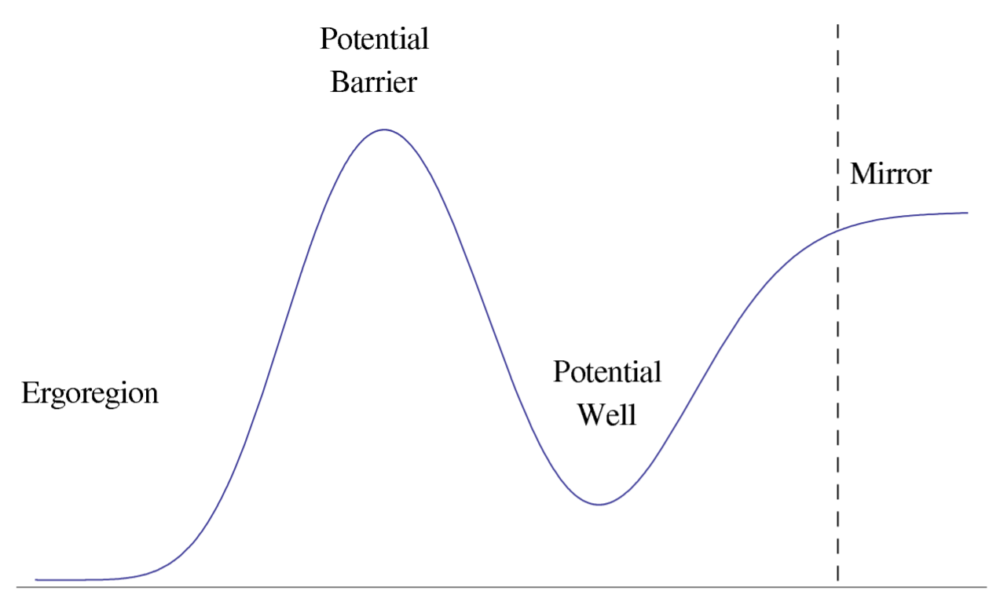 Potential
Barrier
Mirror
Potential
Well
Ergoregion